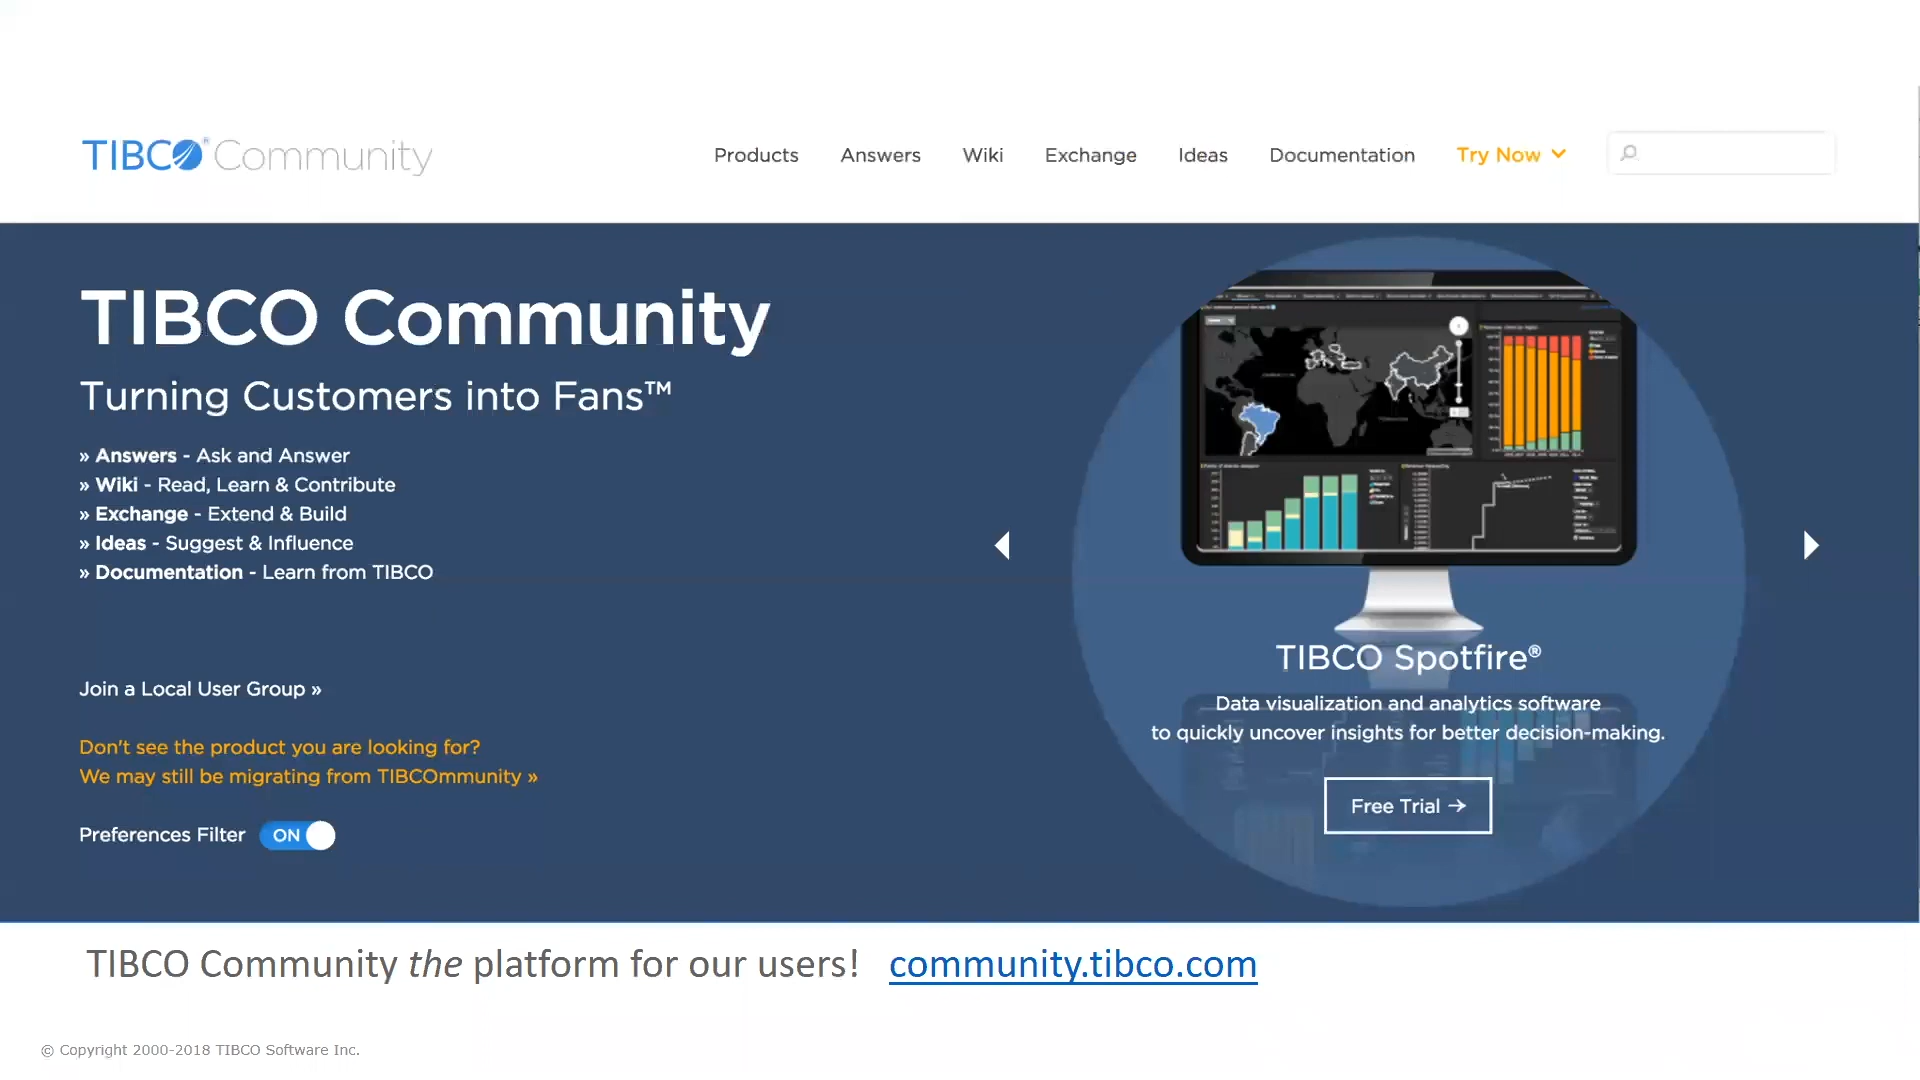 TIBCO® Community
Products Answers Wiki Exchange Ideas Documentation Try Now
TIBCO Community
Turning Customers into Fans™
» Answers - Ask and Answer
» Wiki - Read, Learn & Contribute
» Exchange - Extend & Build
» Ideas - Suggest & Influence
» Documentation - Learn from TIBCO
Join a Local User Group »
Don't see the product you are looking for?
We may still be migrating from TIBCOmmunity »
Preferences Filter ON
TIBCO Spotfire®
Data visualization and analytics software
to quickly uncover insights for better decision-making.
Free Trial →
TIBCO Community the platform for our users! community.tibco.com
© Copyright 2000-2018 TIBCO Software Inc.